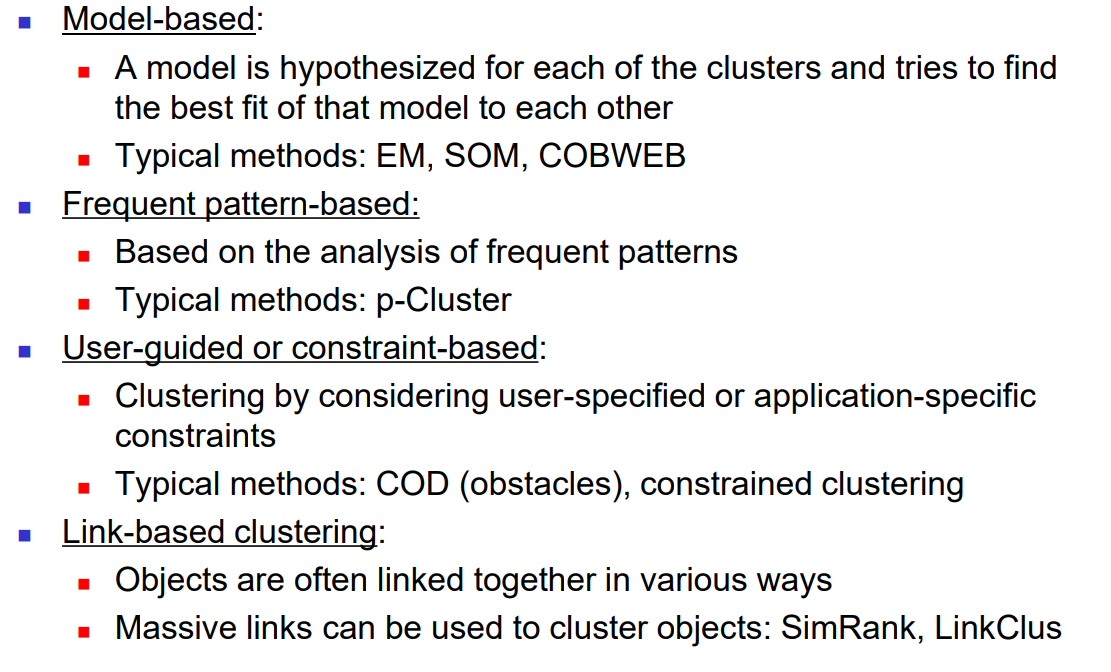 Model-based:
A model is hypothesized for each of the clusters and tries to find
the best fit of that model to each other
Typical methods: EM, SOM, COBWEB
Frequent pattern-based:
Based on the analysis of frequent patterns
Typical methods: p-Cluster
User-guided or constraint-based:
Clustering by considering user-specified or application-specific
constraints
Typical methods: COD (obstacles), constrained clustering
Link-based clustering:
Objects are often linked together in various ways
Massive links can be used to cluster objects: SimRank, LinkClus